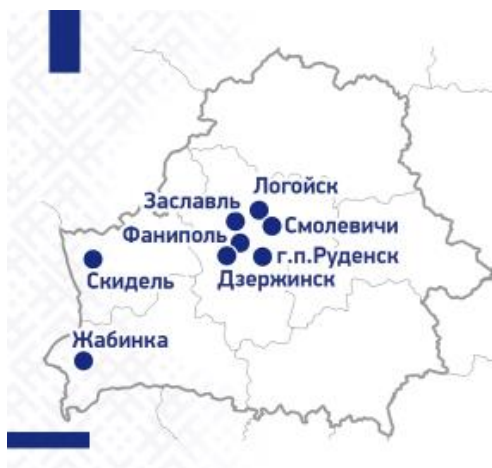 Логойск
Заславль
Смолевичи
Фаниполь
г.п.Руденск
Скидель
Дзержинск
Жабинка